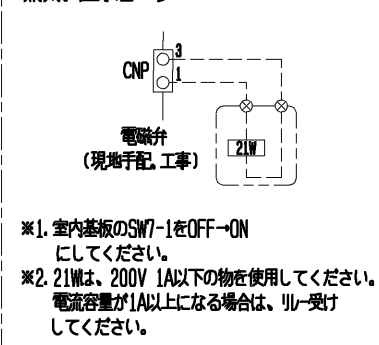 3
CNP
1
電磁弁
(現地手配、工事)
21W
※1. 室内基板のSW7-1をOFF→ON
にしてください。
※2. 21Wは、200V 1A以下の物を使用してください。
電流容量が1A以上になる場合は、リレー受け
してください。